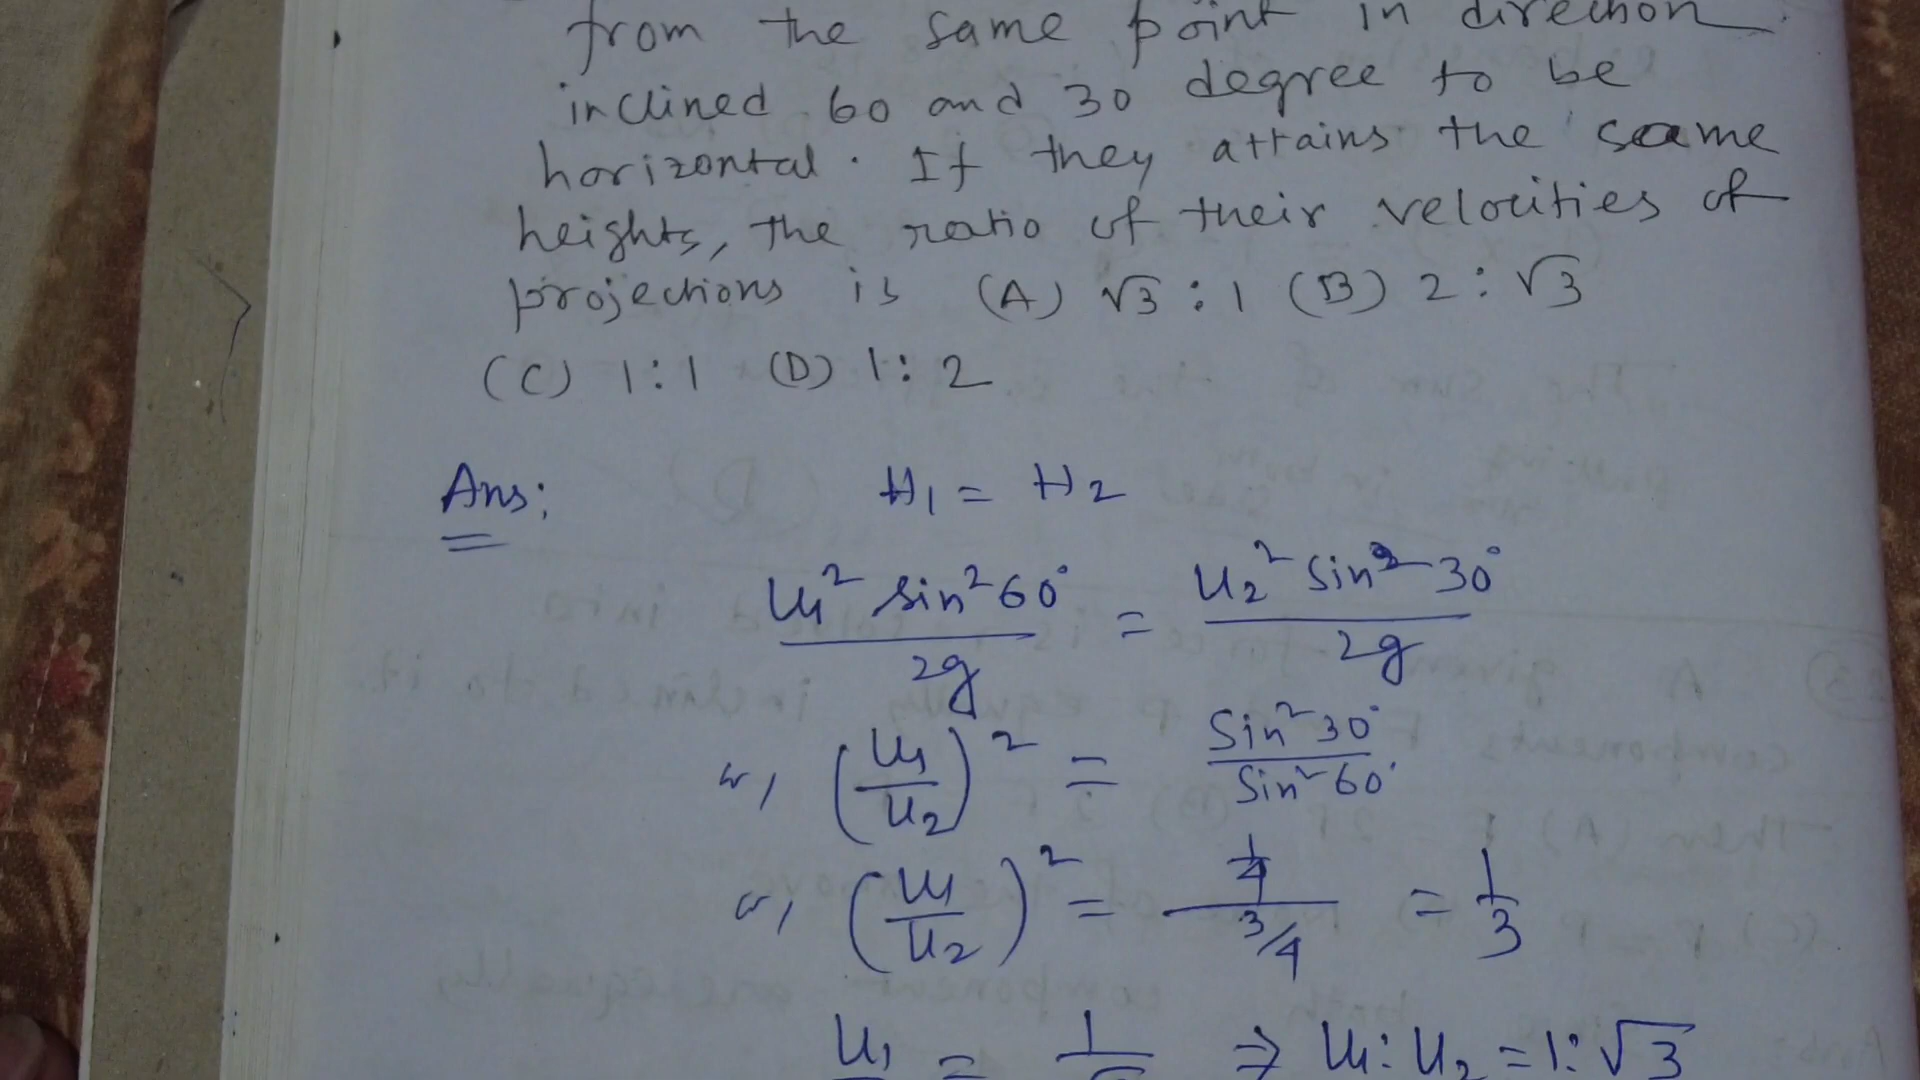 from the same point in direction
inclined 60 and 30 degree to be
horizontal. If they attains the same
heights, the ratio of their velocities of
projections is (A) √3 : 1 (B) 2 : √3
(C) 1 : 1 (D) 1 : 2
Ans: H₁ = H₂
u₁² sin²60° / 2g = u₂² sin²30° / 2g
or, (u₁/u₂)² = Sin²30° / Sin²60°
or, (u₁/u₂)² = 1/4 / 3/4 = 1/3
u₁ = 1 ⇒ u₁ : u₂ = 1 : √3